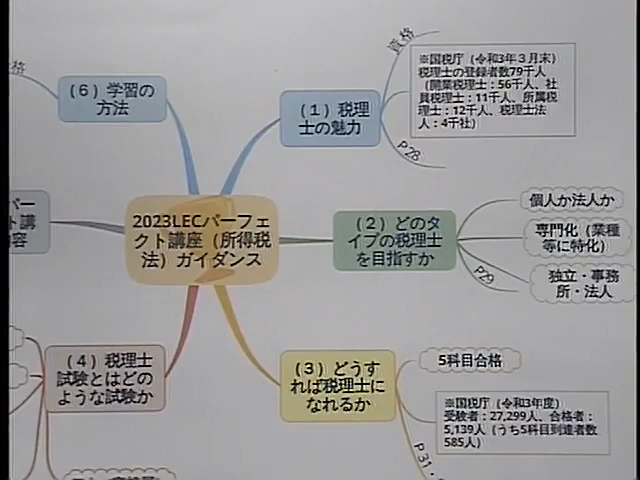 資格
※国税庁（令和3年３月末）
税理士の登録者数79千人
（開業税理士：56千人、社
員税理士：11千人、所属税
理士：12千人、税理士法
人：4千社）
（6）学習の
方法
（1）税理
士の魅力
P28
2023LECパーフェ
クト講座（所得税
法）ガイダンス
（2）どのタ
イプの税理士
を目指すか
個人か法人か
専門化（業種
等に特化）
独立・事務
所・法人
P29
（4）税理士
試験とはどの
ような試験か
（3）どうす
れば税理士に
なれるか
5科目合格
※国税庁（令和3年度）
受験者：27,299人、合格者：
5,139人（うち5科目到達者数
585人）
P31・